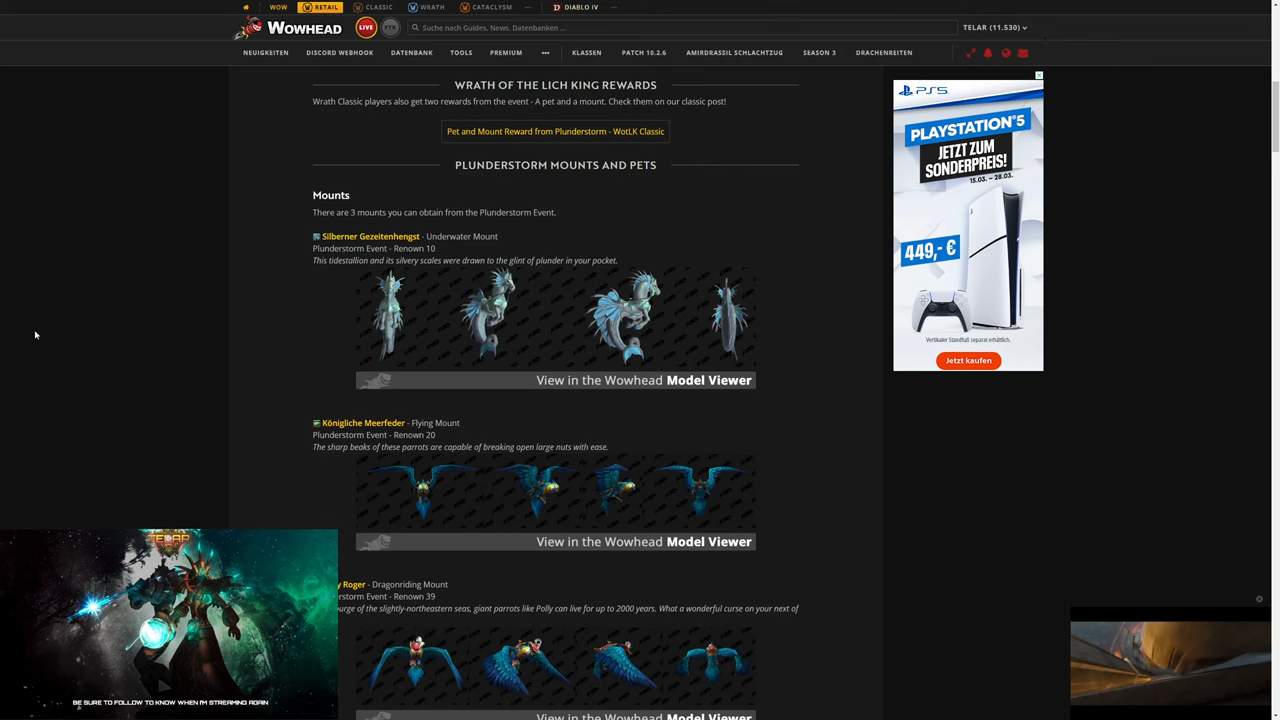 WOW
RETAIL
CLASSIC
WRATH
CATACLYSM
DIABLO IV
WOWHEAD
LIVE
PTR
Suche nach Guides, News, Datenbanken ...
TELAR (11.530)
NEUIGKEITEN
DISCORD WEBHOOK
DATENBANK
TOOLS
PREMIUM
KLASSEN
PATCH 10.2.6
AMIRDRASSIL SCHLACHTZUG
SEASON 3
DRACHENREITEN
WRATH OF THE LICH KING REWARDS
Wrath Classic players also get two rewards from the event - A pet and a mount. Check them on our classic post!
Pet and Mount Reward from Plunderstorm - WotLK Classic
PLUNDERSTORM MOUNTS AND PETS
Mounts
There are 3 mounts you can obtain from the Plunderstorm Event.
Silberner Gezeitenhengst - Underwater Mount
Plunderstorm Event - Renown 10
This tidestallion and its silvery scales were drawn to the glint of plunder in your pocket.
View in the Wowhead Model Viewer
Königliche Meerfeder - Flying Mount
Plunderstorm Event - Renown 20
The sharp beaks of these parrots are capable of breaking open large nuts with ease.
View in the Wowhead Model Viewer
y Roger - Dragonriding Mount
rstorm Event - Renown 39
urge of the slightly-northeastern seas, giant parrots like Polly can live for up to 2000 years. What a wonderful curse on your next of
View in the Wowhead Model Viewer
PS5
PLAYSTATION®5
JETZT ZUM
SONDERPREIS!
15.03. – 28.03.
449,- €
Vertikaler Standfuß separat erhältlich.
Jetzt kaufen
TELAR
BE SURE TO FOLLOW TO KNOW WHEN I'M STREAMING AGAIN